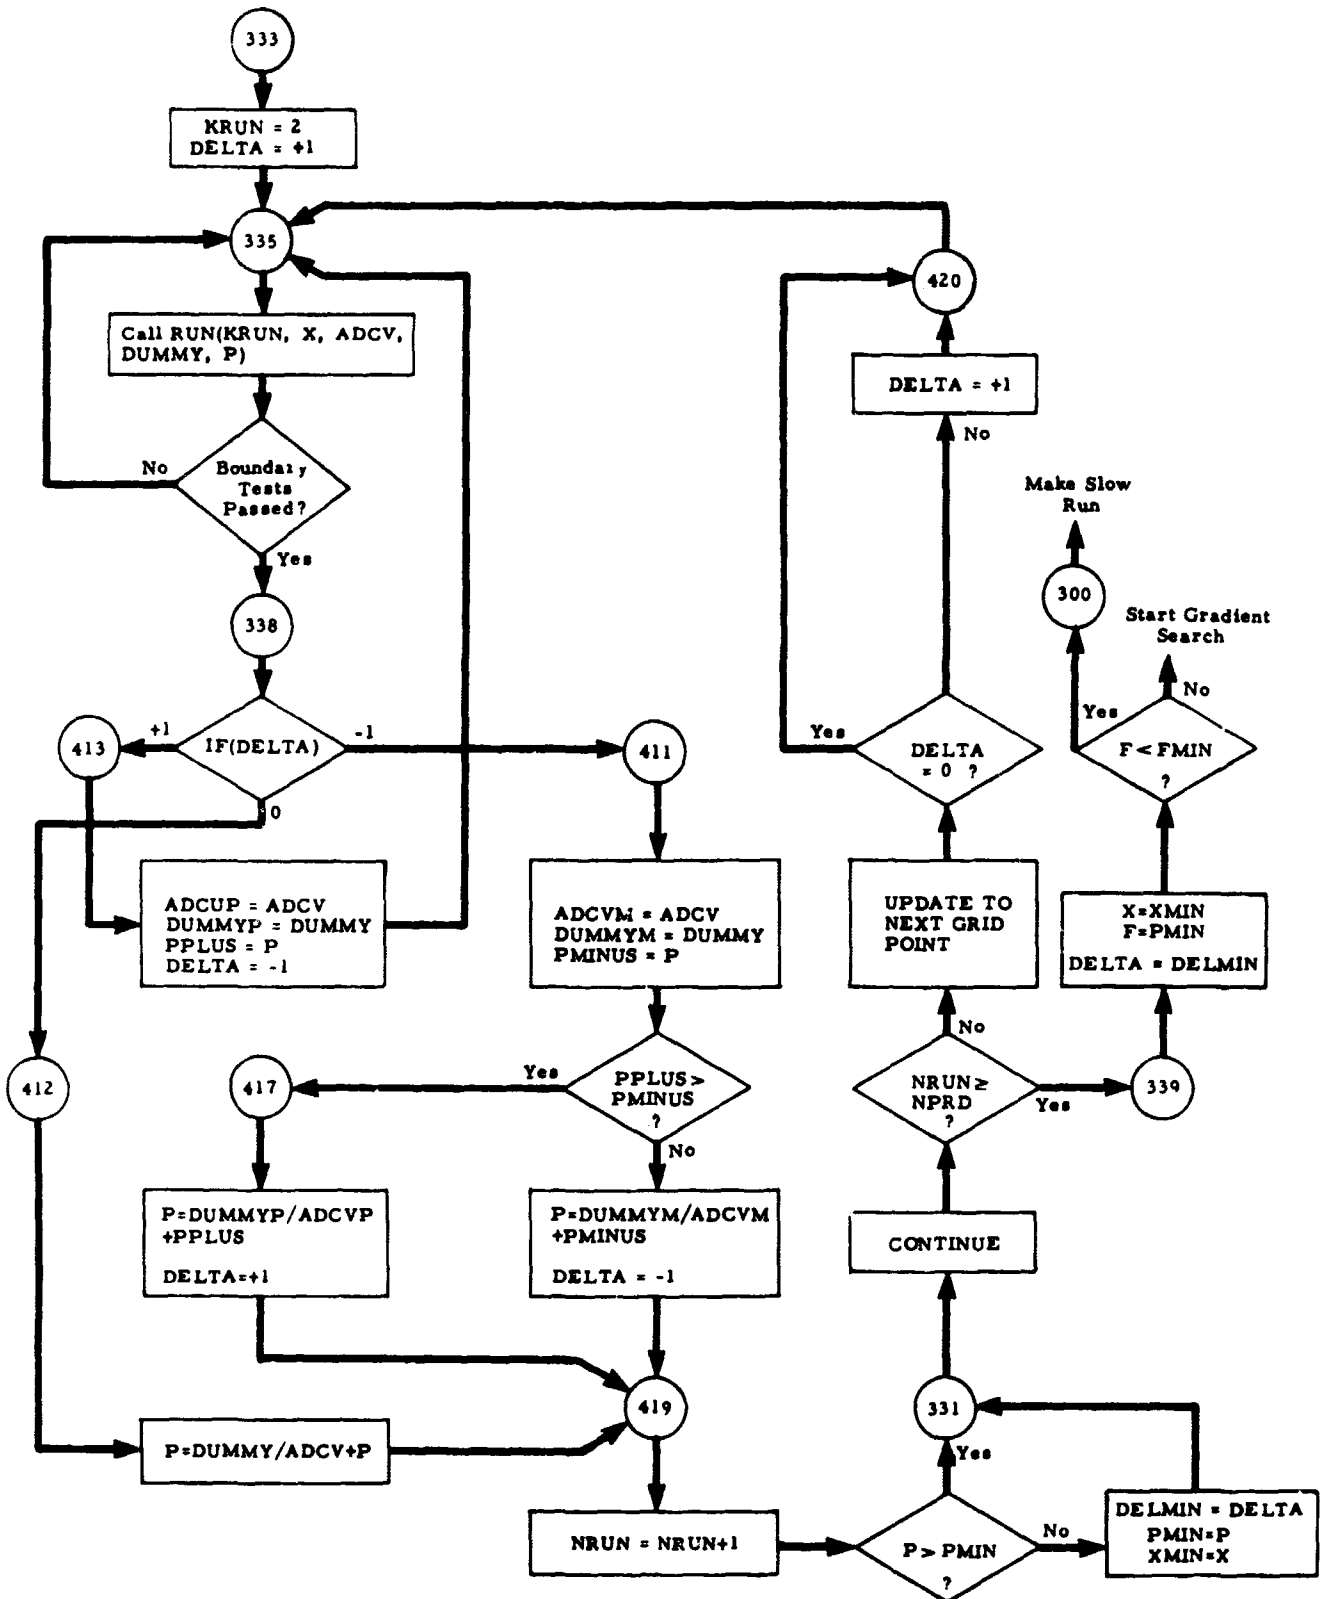 333
KRUN = 2
DELTA = +1
335
Call RUN(KRUN, X, ADCV,
DUMMY, P)
No
Boundary
Tests
Passed?
Yes
338
413
+1
IF(DELTA)
-1
0
411
ADCUP = ADCV
DUMMYP = DUMMY
PPLUS = P
DELTA = -1
ADCVM = ADCV
DUMMYM = DUMMY
PMINUS = P
412
417
Yes
PPLUS>
PMINUS
?
No
P=DUMMYP/ADCVP
+PPLUS
DELTA=+1
P=DUMMYM/ADCVM
+PMINUS
DELTA = -1
419
P=DUMMY/ADCV+P
NRUN = NRUN+1
P> PMIN
?
Yes
No
DELMIN = DELTA
PMIN=P
XMIN=X
331
CONTINUE
NRUN≥
NPRD
?
No
Yes
339
UPDATE TO
NEXT GRID
POINT
DELTA
= 0 ?
Yes
No
DELTA = +1
420
X=XMIN
F=PMIN
DELTA = DELMIN
F<FMIN
?
Yes
No
300
Make Slow
Run
Start Gradient
Search